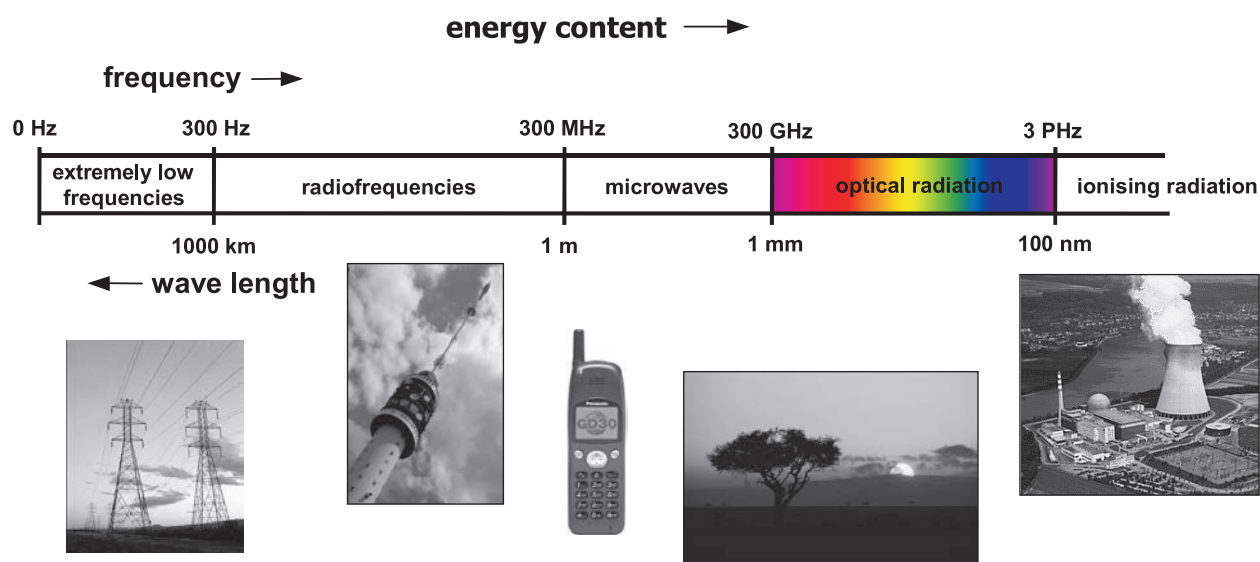 energy content
frequency
0 Hz
300 Hz
300 MHz
300 GHz
3 PHz
extremely low
frequencies
radiofrequencies
microwaves
optical radiation
ionising radiation
1000 km
1 m
1 mm
100 nm
wave length
Panasonic
GD30